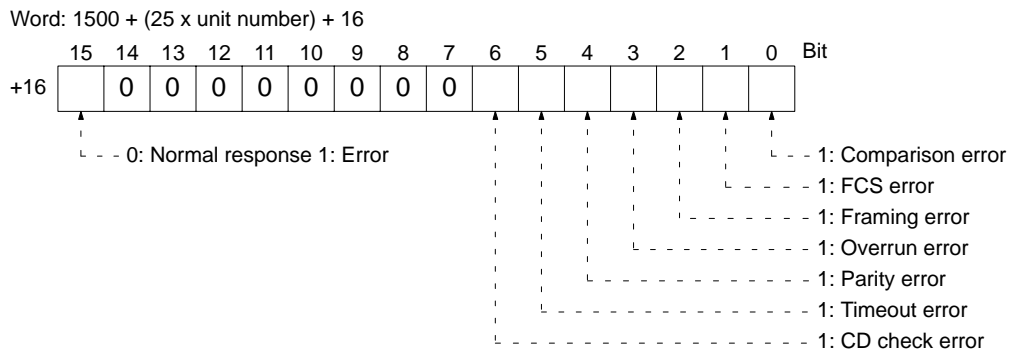 Word: 1500 + (25 x unit number) + 16
15 14 13 12 11 10 9 8 7 6 5 4 3 2 1 0 Bit
+16 0 0 0 0 0 0 0 0
0: Normal response 1: Error
1: Comparison error
1: FCS error
1: Framing error
1: Overrun error
1: Parity error
1: Timeout error
1: CD check error